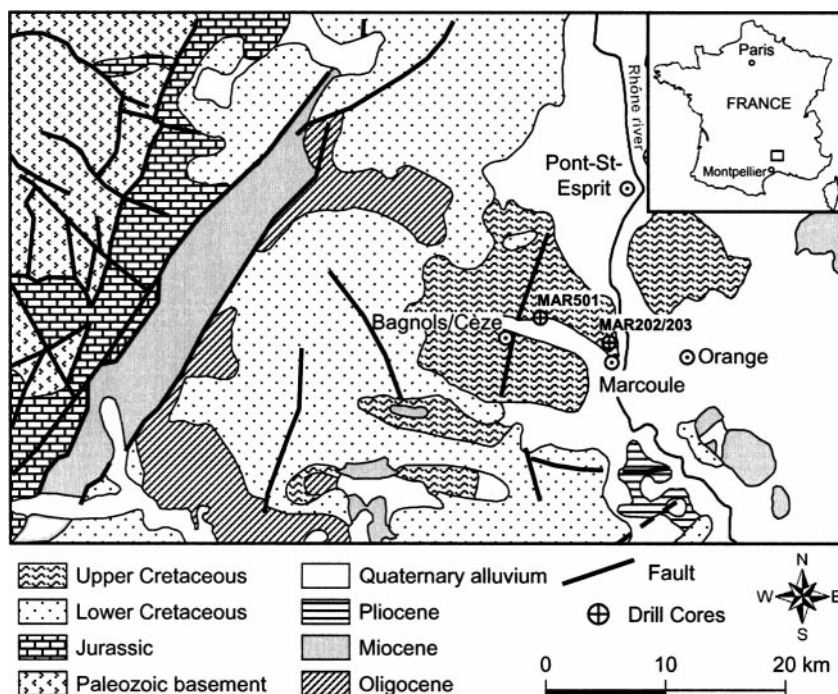 Paris
FRANCE
Montpellier
Rhône river
Pont-St-
Esprit
MAR501
Bagnols/Cèze
MAR202/203
Orange
Marcoule
Upper Cretaceous
Lower Cretaceous
Jurassic
Paleozoic basement
Quaternary alluvium
Pliocene
Miocene
Oligocene
Fault
Drill Cores
N
W E
S
0 10 20 km